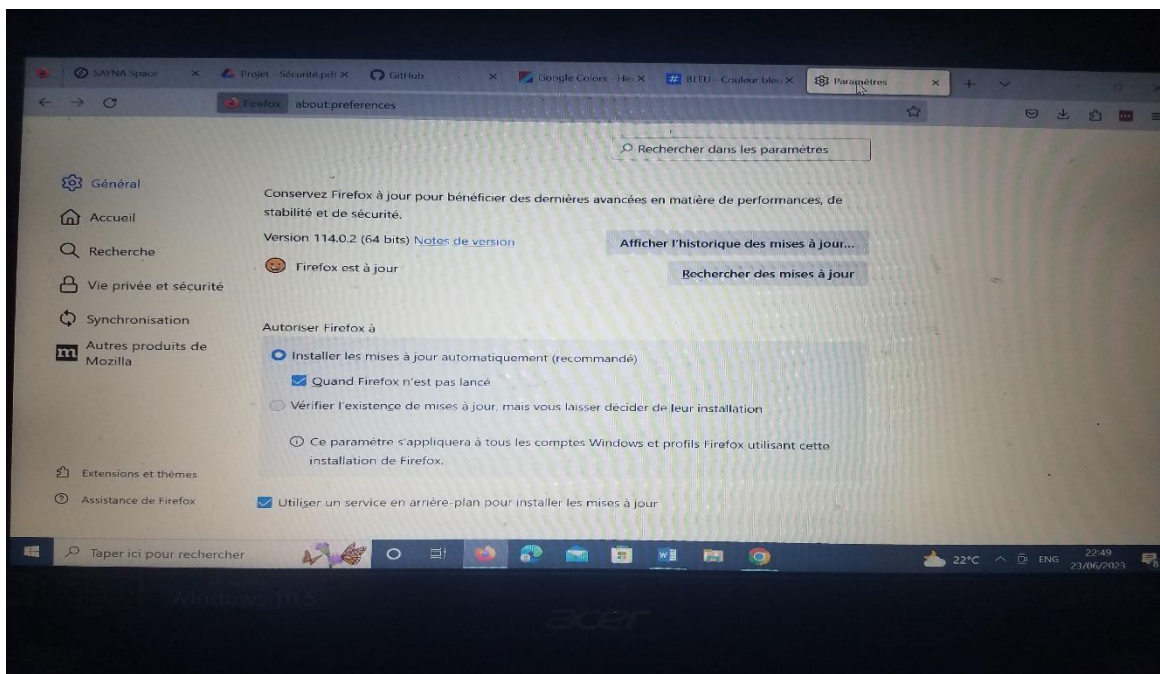 SAYNA Space
Projet - Sécurité.pdf
GitHub
Google Colors - He
BLEU - Couleur bleu
Paramètres
Firefox about:preferences
Rechercher dans les paramètres
Général
Accueil
Recherche
Vie privée et sécurité
Synchronisation
Autres produits de
Mozilla
Extensions et thèmes
Assistance de Firefox
Conservez Firefox à jour pour bénéficier des dernières avancées en matière de performances, de
stabilité et de sécurité.
Version 114.0.2 (64 bits) Notes de version
Afficher l'historique des mises à jour...
Firefox est à jour
Rechercher des mises à jour
Autoriser Firefox à
Installer les mises à jour automatiquement (recommandé)
Quand Firefox n'est pas lancé
Vérifier l'existence de mises à jour, mais vous laisser décider de leur installation
Ce paramètre s'appliquera à tous les comptes Windows et profils Firefox utilisant cette
installation de Firefox.
Utiliser un service en arrière-plan pour installer les mises à jour
Taper ici pour rechercher
22°C
ENG
22:49
23/06/2023
8
Windows 10.5
acer